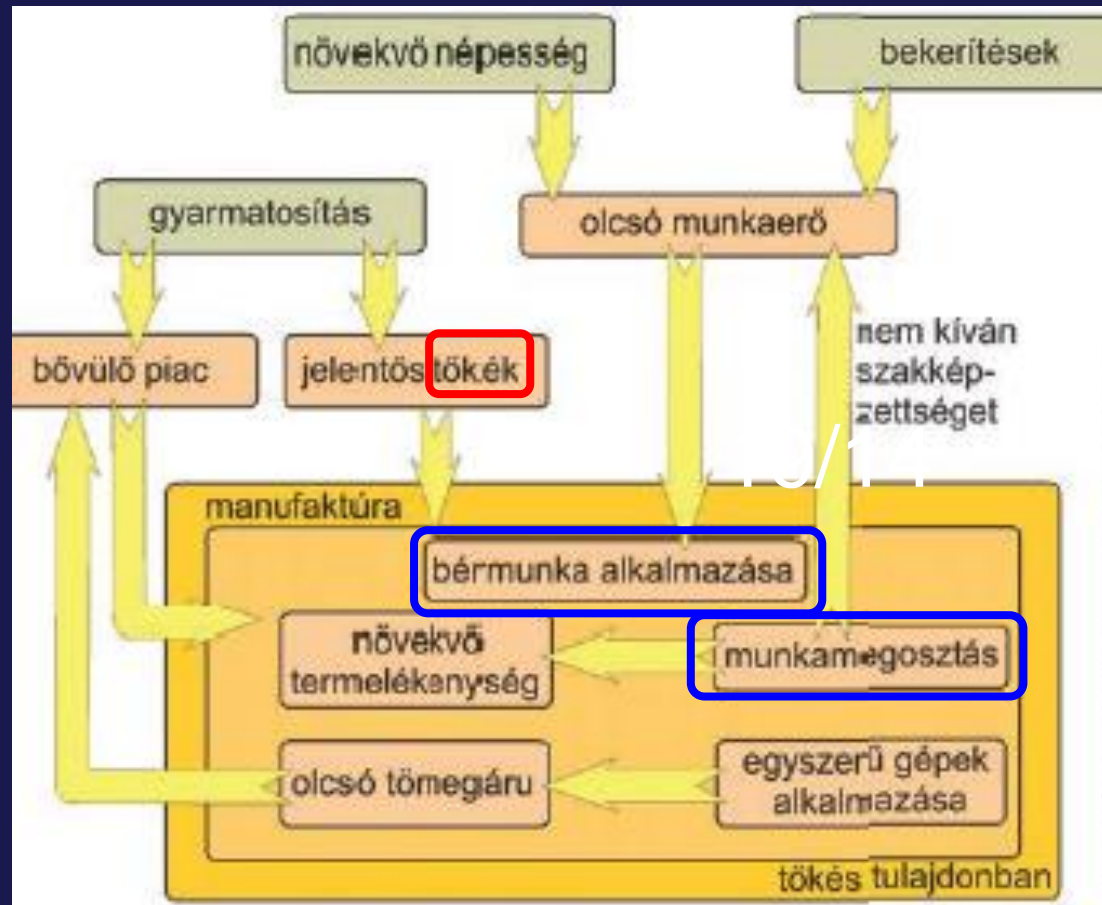 növekvő népesség
bekerítések
gyarmatosítás
olcsó munkaerő
bővülő piac
jelentős tőkék
nem kíván
szakkép-
zettséget
manufaktúra
bérmunka alkalmazása
növekvő
termelékenység
munkamegosztás
olcsó tömegáru
egyszerű gépek
alkalmazása
tőkés tulajdonban